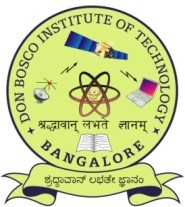 DON BOSCO INSTITUTE OF TECHNOLOGY
श्रद्धावान् लभते ज्ञानम्
BANGALORE
ಶ್ರದ್ಧಾವಾನ್ ಲಭತೇ ಜ್ಞಾನಂ